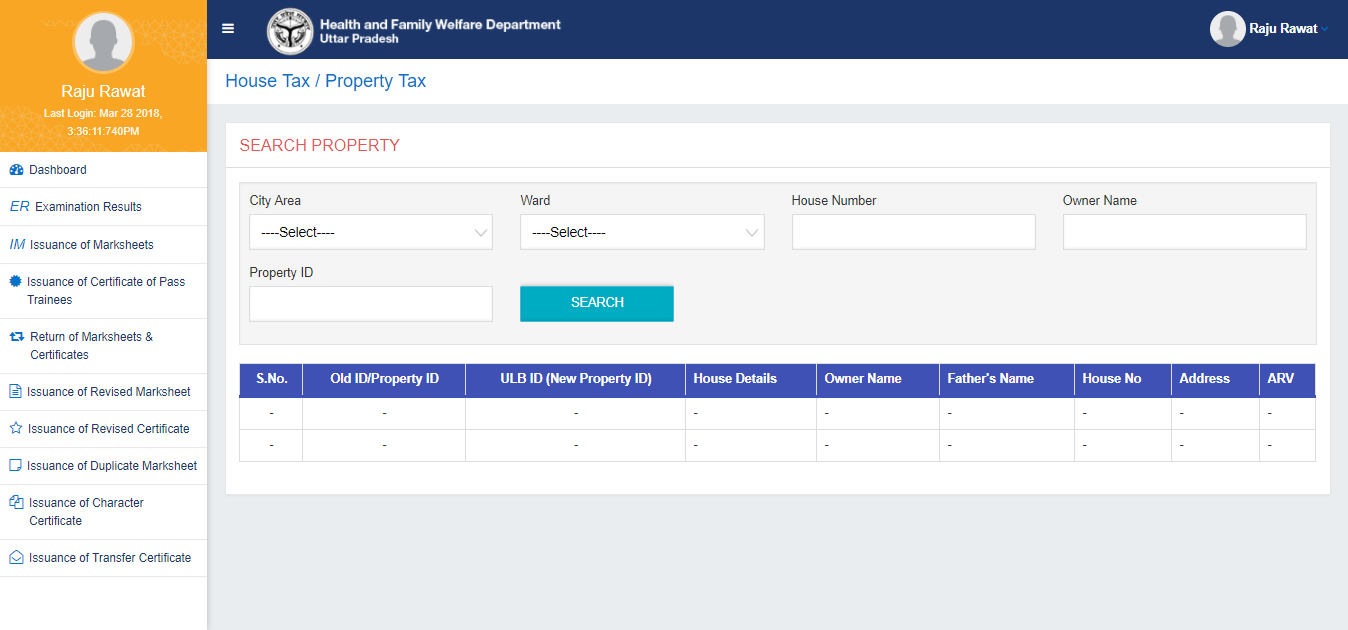 Raju Rawat
Last Login: Mar 28 2018,
3:36:11:740PM
Dashboard
ER Examination Results
IM Issuance of Marksheets
Issuance of Certificate of Pass
Trainees
Return of Marksheets &
Certificates
Issuance of Revised Marksheet
Issuance of Revised Certificate
Issuance of Duplicate Marksheet
Issuance of Character
Certificate
Issuance of Transfer Certificate
Health and Family Welfare Department
Uttar Pradesh
Raju Rawat
House Tax / Property Tax
SEARCH PROPERTY
City Area Ward House Number Owner Name
----Select---- ----Select----
Property ID
SEARCH
S.No. Old ID/Property ID ULB ID (New Property ID) House Details Owner Name Father's Name House No Address ARV
- - - - - - - - -
- - - - - - - - -